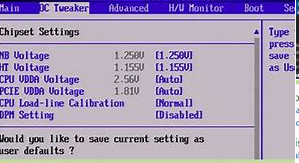 Main OC Tweaker Advanced H/W Monitor Boot Se
Chipset Settings
NB Voltage 1.250V [1.250V]
HT Voltage 1.155V [1.155V]
CPU VDDA Voltage 2.56V [Auto]
PCIE VDDA Voltage 1.81V [Auto]
CPU Load-line Calibration [Normal]
DPM Setting [Disabled]
Would you like to save current setting as
user defaults ?
Type
press
save
as Us